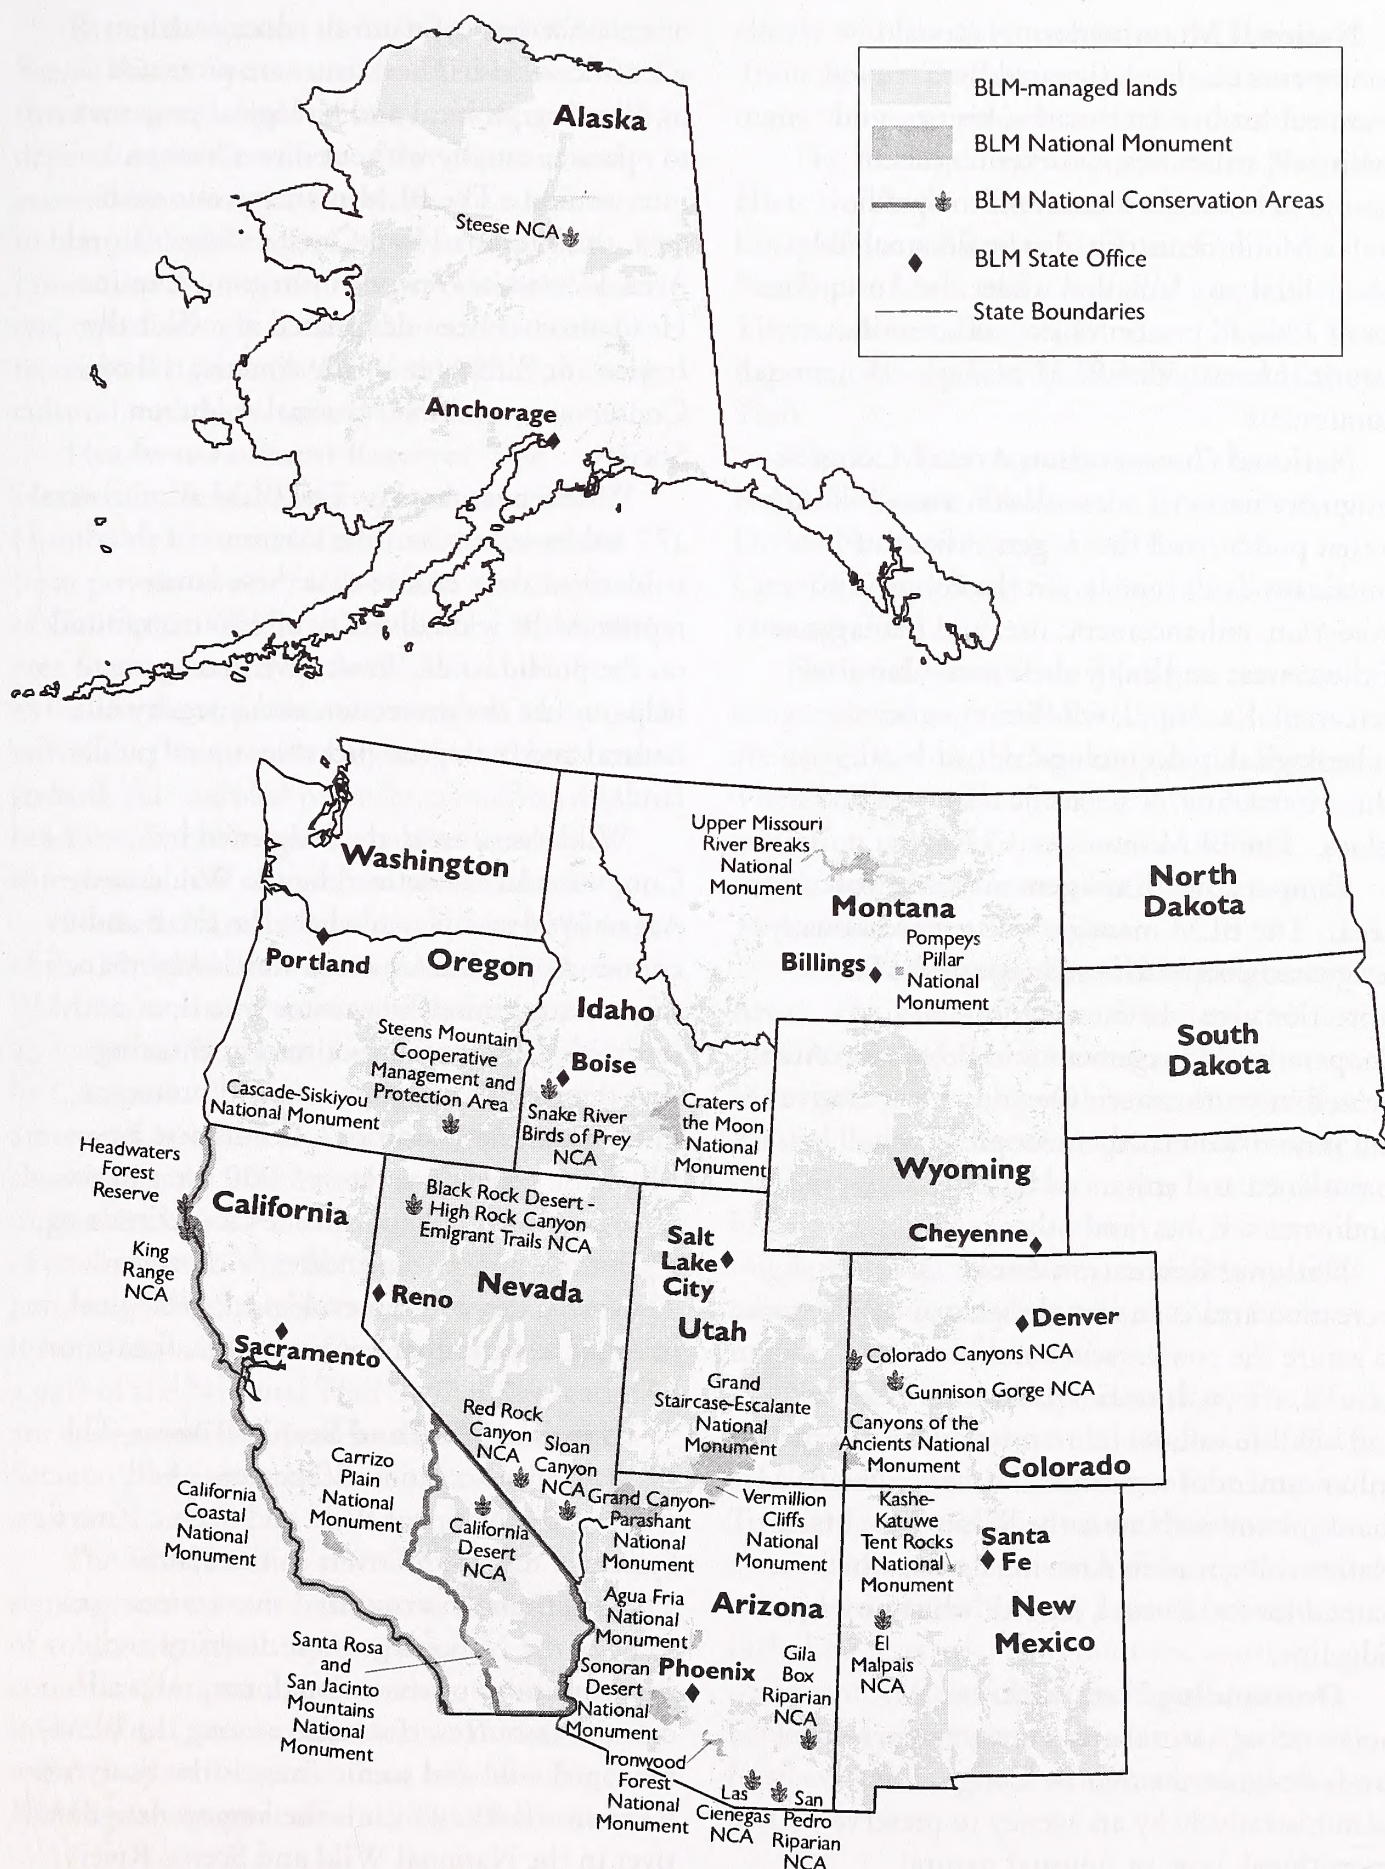 BLM-managed lands
BLM National Monument
BLM National Conservation Areas
BLM State Office
State Boundaries
Alaska
Steese NCA
Anchorage
Washington
Portland
Oregon
Idaho
Boise
Upper Missouri
River Breaks
National
Monument
Montana
Billings
Pompeys
Pillar
National
Monument
North
Dakota
South
Dakota
Steens Mountain
Cooperative
Management and
Protection Area
Cascade-Siskiyou
National Monument
Snake River
Birds of Prey
NCA
Craters of
the Moon
National
Monument
Wyoming
Cheyenne
Headwaters
Forest
Reserve
California
King
Range
NCA
Black Rock Desert -
High Rock Canyon
Emigrant Trails NCA
Reno
Nevada
Salt
Lake
City
Utah
Sacramento
Denver
Colorado Canyons NCA
Gunnison Gorge NCA
Canyons of the
Ancients National
Monument
Colorado
Grand
Staircase-Escalante
National
Monument
Red Rock
Canyon
NCA
Sloan
Canyon
NCA
Carrizo
Plain
National
Monument
California
Coastal
National
Monument
California
Desert
NCA
Grand Canyon-
Parashant
National
Monument
Vermillion
Cliffs
National
Monument
Kashe-
Katuwe
Tent Rocks
National
Monument
Santa
Fe
New
Mexico
Agua Fria
National
Monument
Arizona
El
Malpais
NCA
Santa Rosa
and
San Jacinto
Mountains
National
Monument
Sonoran
Desert
National
Monument
Phoenix
Gila
Box
Riparian
NCA
Ironwood
Forest
National
Monument
Las
Cienegas
NCA
San
Pedro
Riparian
NCA